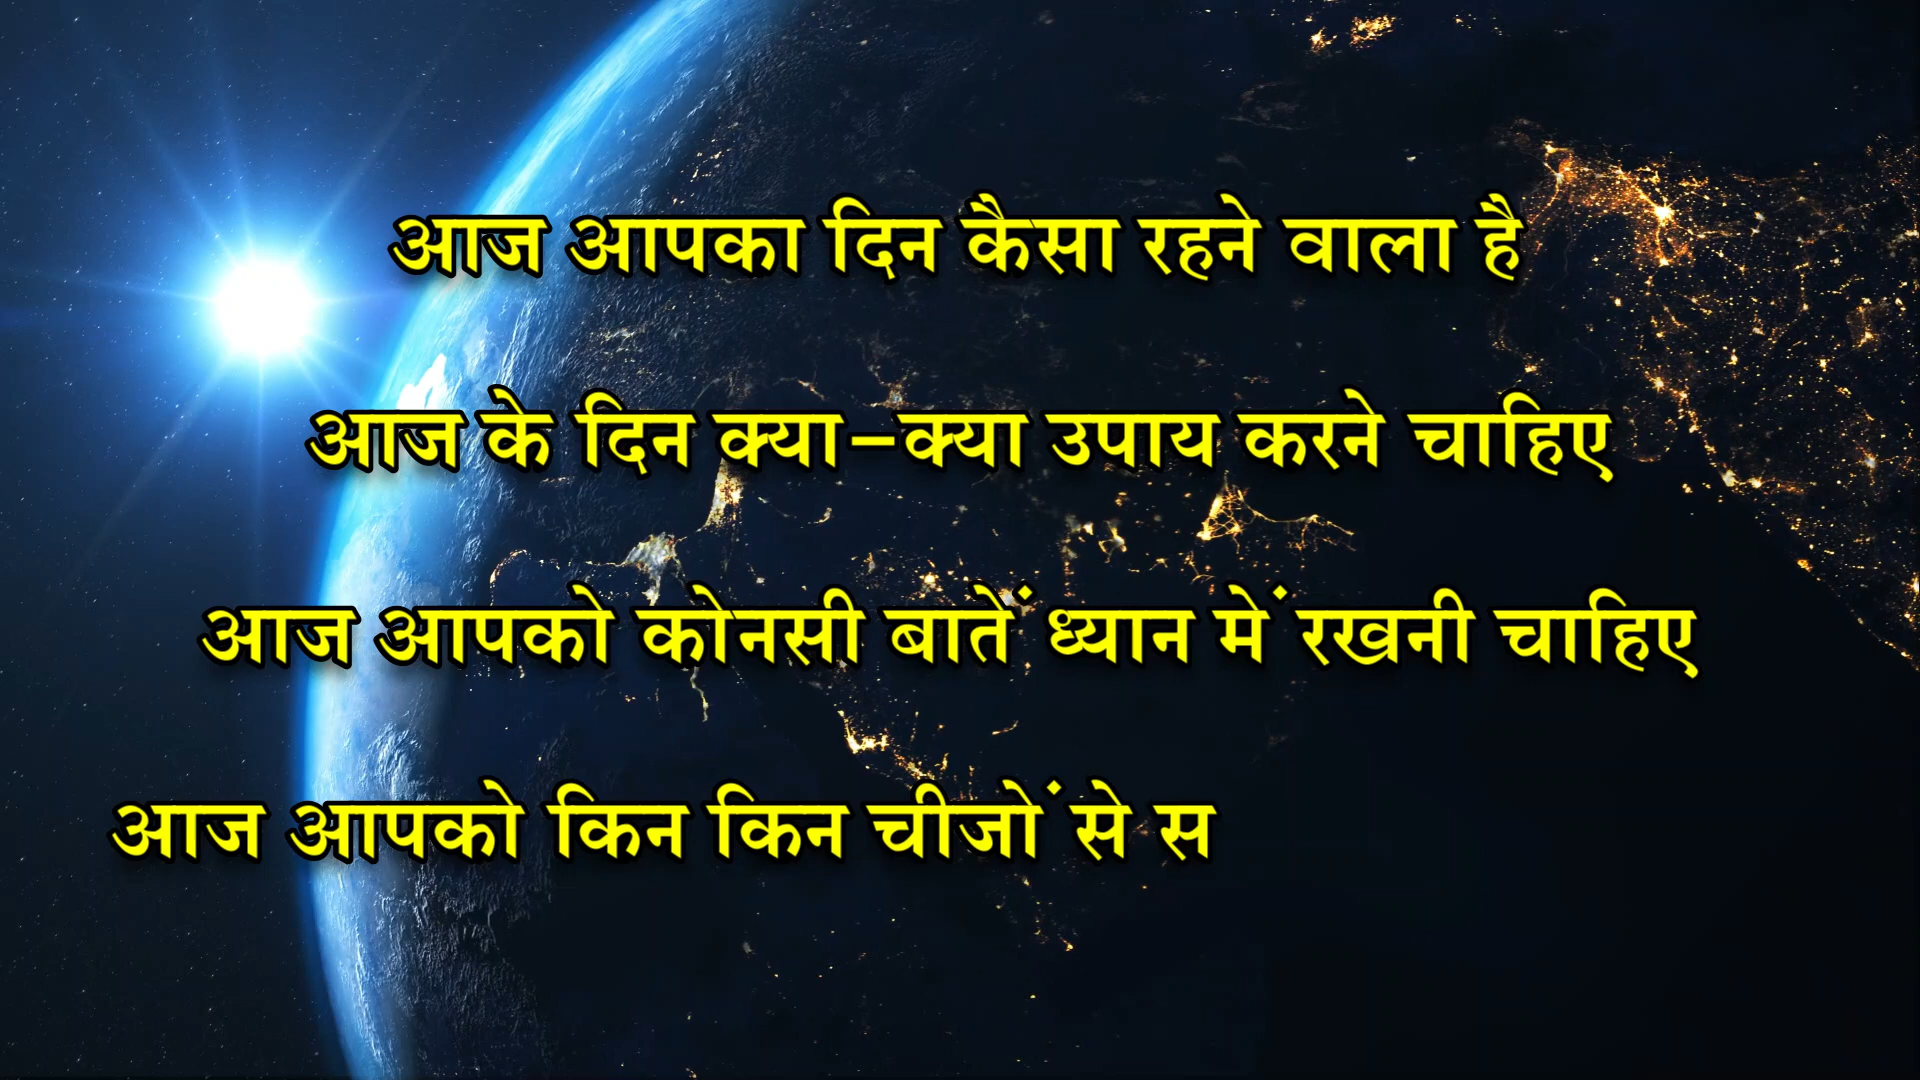 आज आपका दिन कैसा रहने वाला है
आज के दिन क्या-क्या उपाय करने चाहिए
आज आपको कोनसी बातें ध्यान में रखनी चाहिए
आज आपको किन किन चीजों से स